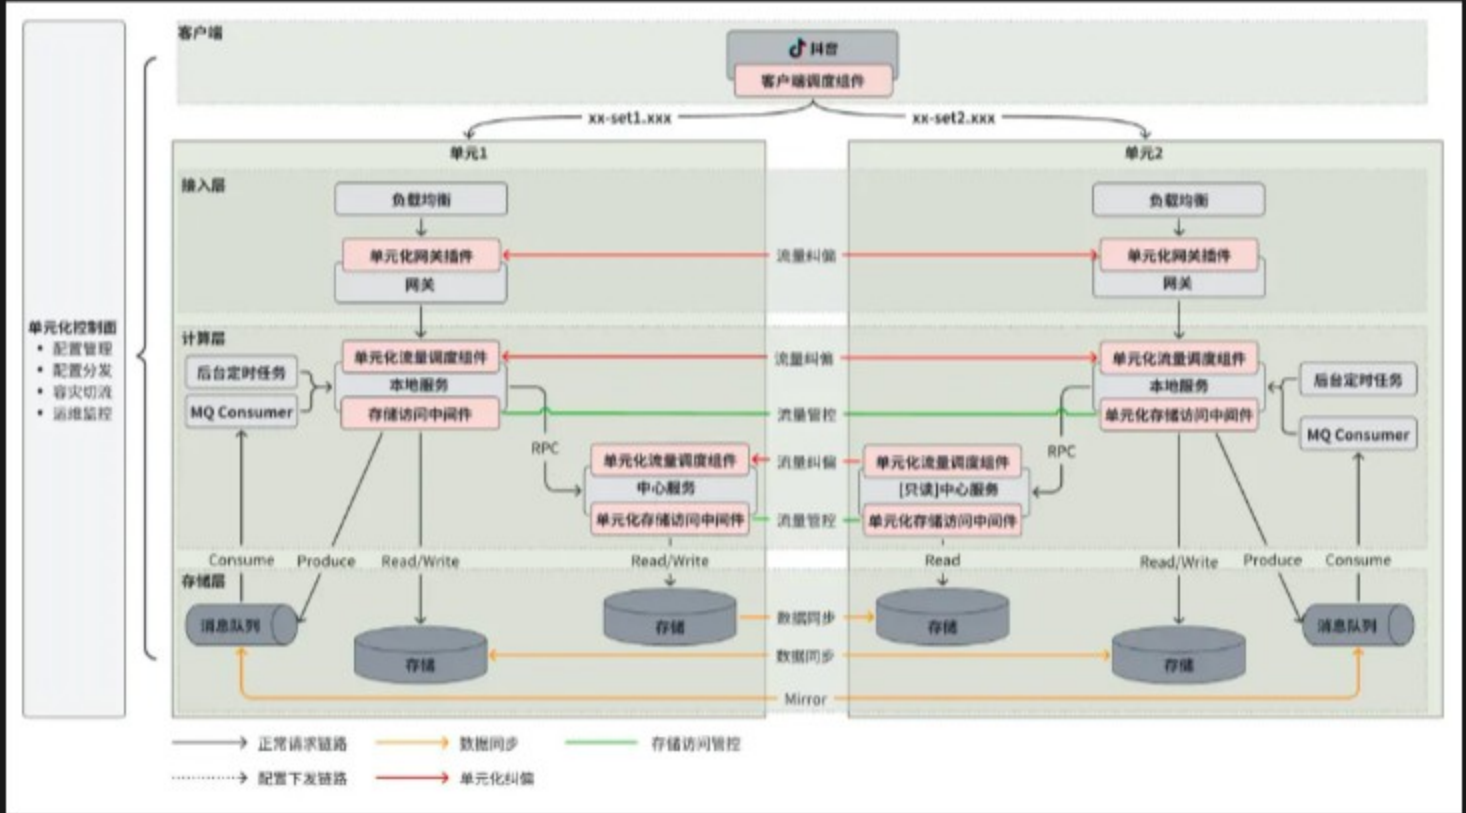 单元化控制面
• 配置管理
• 配置分发
• 容灾切流
• 运维监控
客户端
抖音
客户端调度组件
xx-set1.xxx
xx-set2.xxx
单元1
单元2
接入层
负载均衡
负载均衡
单元化网关插件
流量纠偏
单元化网关插件
网关
网关
计算层
单元化流量调度组件
流量纠偏
单元化流量调度组件
后台定时任务
本地服务
本地服务
后台定时任务
MQ Consumer
存储访问中间件
流量管控
单元化存储访问中间件
MQ Consumer
RPC
RPC
单元化流量调度组件
流量纠偏
单元化流量调度组件
中心服务
[只读]中心服务
单元化存储访问中间件
流量管控
单元化存储访问中间件
Consume
Produce
Read/Write
Read/Write
Read
Read/Write
Produce
Consume
存储层
消息队列
存储
数据同步
存储
消息队列
存储
数据同步
存储
Mirror
正常请求链路
数据同步
存储访问管控
配置下发链路
单元化纠偏